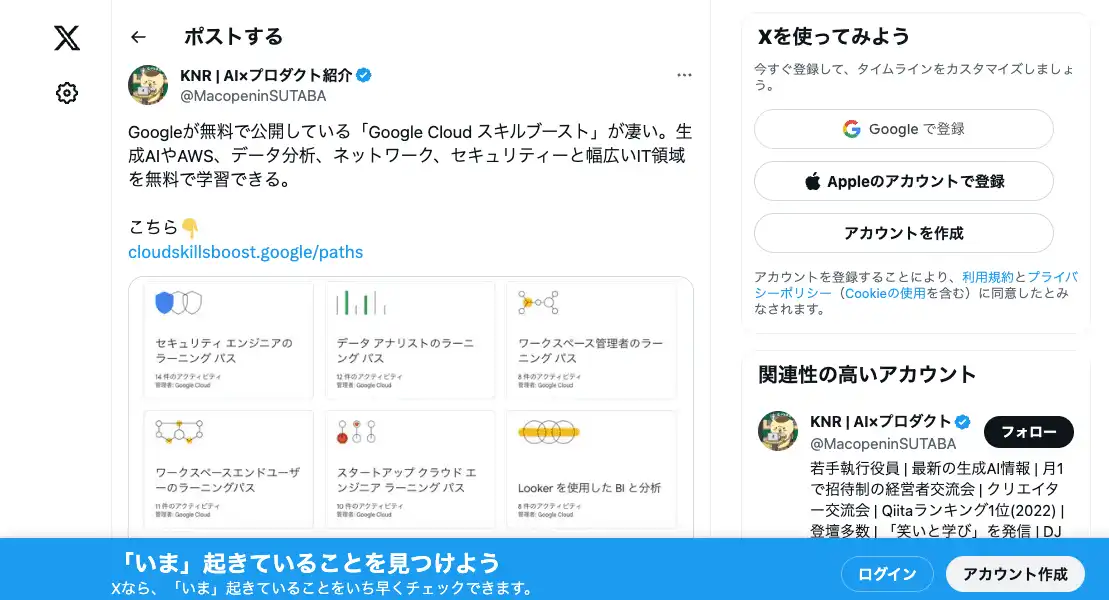 ポストする
KNR | AI×プロダクト紹介
@MacopeninSUTABA
Googleが無料で公開している「Google Cloud スキルブースト」が凄い。生
成AIやAWS、データ分析、ネットワーク、セキュリティーと幅広いIT領域
を無料で学習できる。
こちら👇
cloudskillsboost.google/paths
セキュリティ エンジニアの
ラーニング パス
14 件のアクティビティ
管理者: Google Cloud
データ アナリストのラーニ
ング パス
12 件のアクティビティ
管理者: Google Cloud
ワークスペース管理者のラー
ニング パス
8 件のアクティビティ
管理者: Google Cloud
ワークスペースエンドユーザ
ーのラーニングパス
11 件のアクティビティ
管理者: Google Cloud
スタートアップ クラウド エ
ンジニア ラーニング パス
10 件のアクティビティ
管理者: Google Cloud
Looker を使用した BI と分析
8 件のアクティビティ
管理者: Google Cloud
Xを使ってみよう
今すぐ登録して、タイムラインをカスタマイズしましょ
う。
Google で登録
Appleのアカウントで登録
アカウントを作成
アカウントを登録することにより、利用規約とプライバ
シーポリシー（Cookieの使用を含む）に同意したとみ
なされます。
関連性の高いアカウント
KNR | AI×プロダクト
@MacopeninSUTABA
フォロー
若手執行役員 | 最新の生成AI情報 | 月1
で招待制の経営者交流会 | クリエイタ
ー交流会 | Qiitaランキング1位(2022) |
登壇多数 | 「笑いと学び」を発信 | DJ
「いま」起きていることを見つけよう
Xなら、「いま」起きていることをいち早くチェックできます。
ログイン
アカウント作成